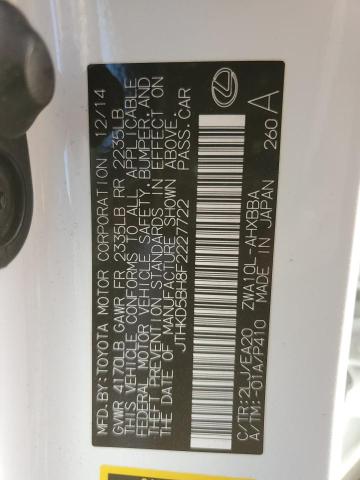 MFD.BY:TOYOTA MOTOR CORPORATION 12/14
GVWR 4170LB GAWR FR 2335LB RR 2235LB
THIS VEHICLE CONFORMS TO ALL APPLICABLE
FEDERAL MOTOR VEHICLE SAFETY,BUMPER,AND
THEFT PREVENTION STANDARDS IN EFFECT ON
THE DATE OF MANUFACTURE SHOWN ABOVE.
JTHKD5BH8F2227722 PASS.CAR
C/TR:2LJ/EA20 ZWA10L-AHXBBA
A/TM:-01A/P410 MADE IN JAPAN 260 A